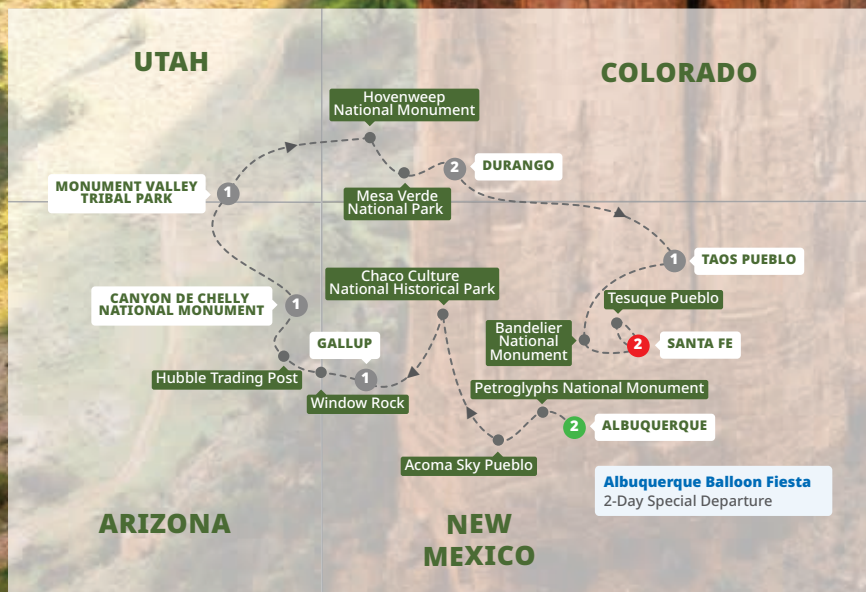 UTAH
COLORADO
Hovenweep
National Monument
2
DURANGO
MONUMENT VALLEY
TRIBAL PARK
1
Mesa Verde
National Park
1
TAOS PUEBLO
Chaco Culture
National Historical Park
Tesuque Pueblo
CANYON DE CHELLY
NATIONAL MONUMENT
1
Bandelier
National
Monument
2
SANTA FE
GALLUP
1
Hubble Trading Post
Window Rock
Petroglyphs National Monument
2
ALBUQUERQUE
Acoma Sky Pueblo
Albuquerque Balloon Fiesta
2-Day Special Departure
ARIZONA
NEW
MEXICO